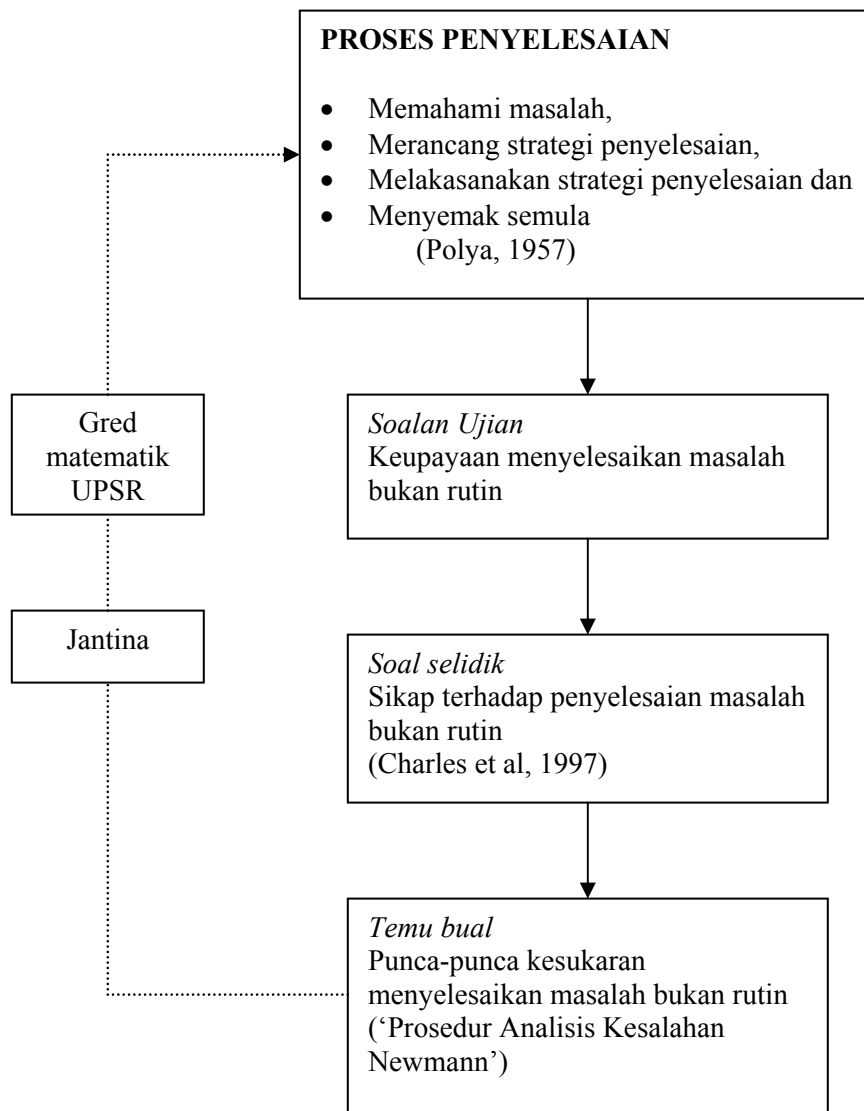 PROSES PENYELESAIAN
• Memahami masalah,
• Merancang strategi penyelesaian,
• Melakasanakan strategi penyelesaian dan
• Menyemak semula
(Polya, 1957)
Gred
matematik
UPSR
Soalan Ujian
Keupayaan menyelesaikan masalah
bukan rutin
Jantina
Soal selidik
Sikap terhadap penyelesaian masalah
bukan rutin
(Charles et al, 1997)
Temu bual
Punca-punca kesukaran
menyelesaikan masalah bukan rutin
(‘Prosedur Analisis Kesalahan
Newmann’)